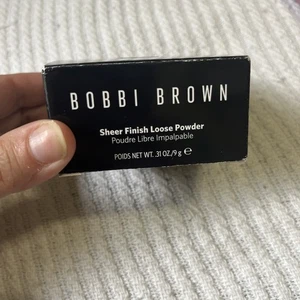 BOBBI BROWN
Sheer Finish Loose Powder
Poudre Libre Impalpable
POIDS NET WT. .31 OZ./9 g ℮